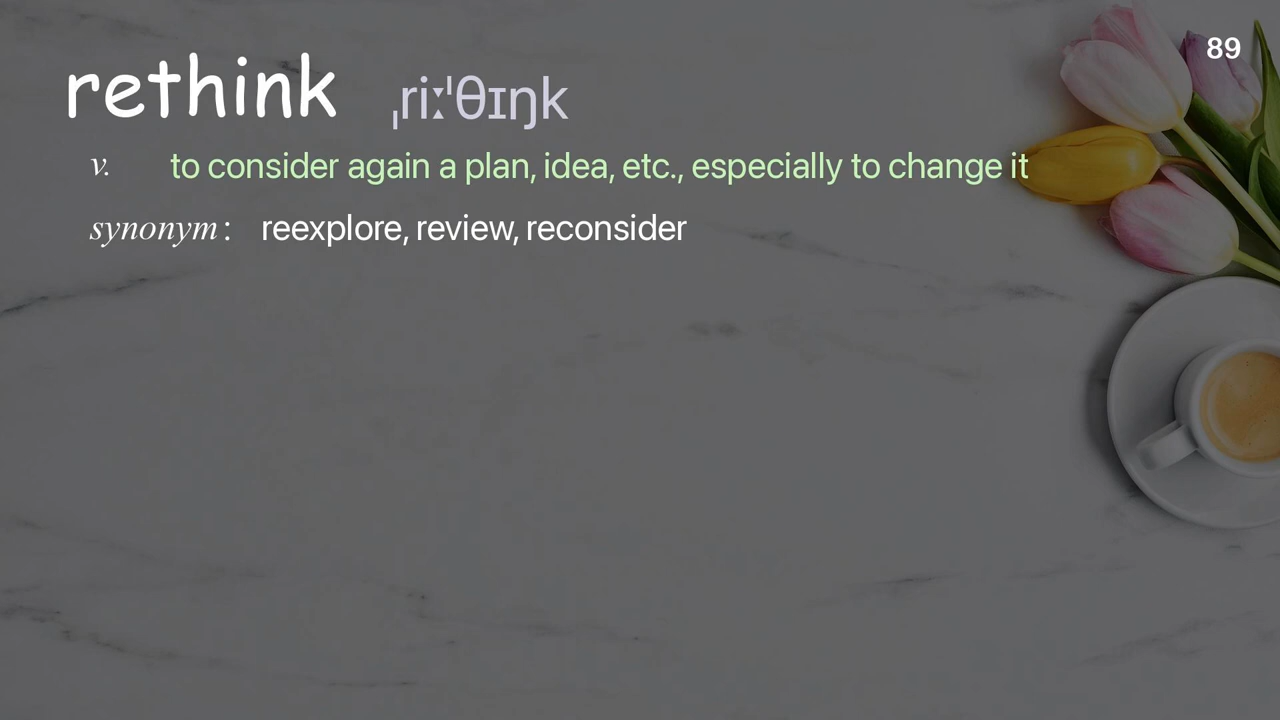 89
rethink ˌriːˈθɪŋk
v. to consider again a plan, idea, etc., especially to change it
synonym: reexplore, review, reconsider